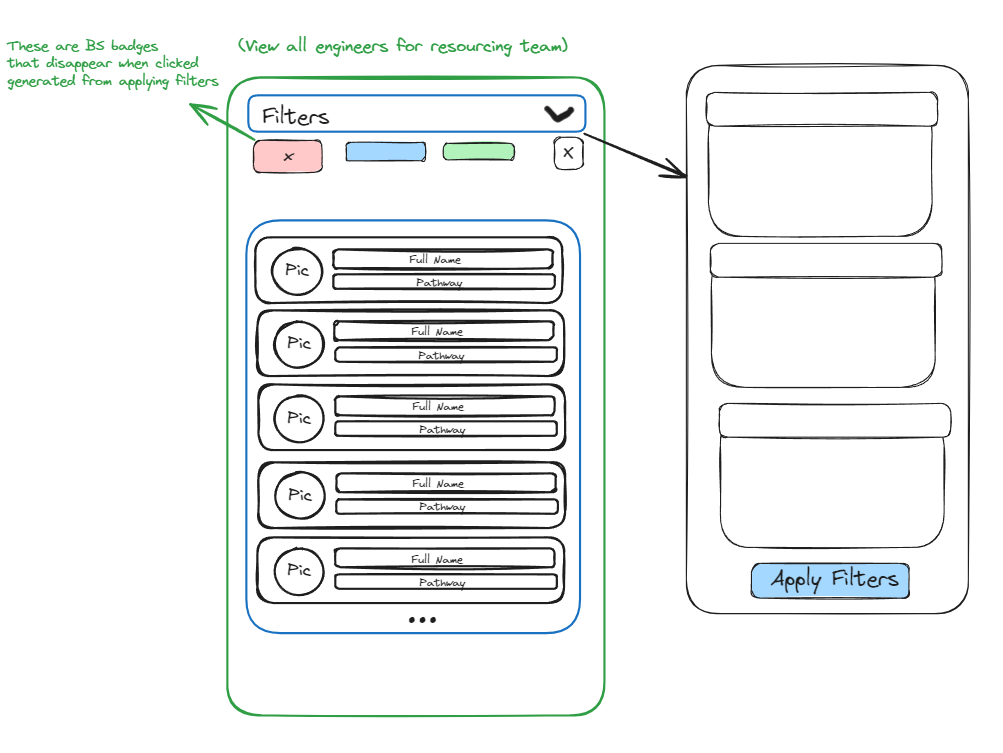 These are BS badges
that disappear when clicked
generated from applying filters
(View all engineers for resourcing team)
Filters
x
X
Pic
Full Name
Pathway
Pic
Full Name
Pathway
Pic
Full Name
Pathway
Pic
Full Name
Pathway
Pic
Full Name
Pathway
...
Apply Filters